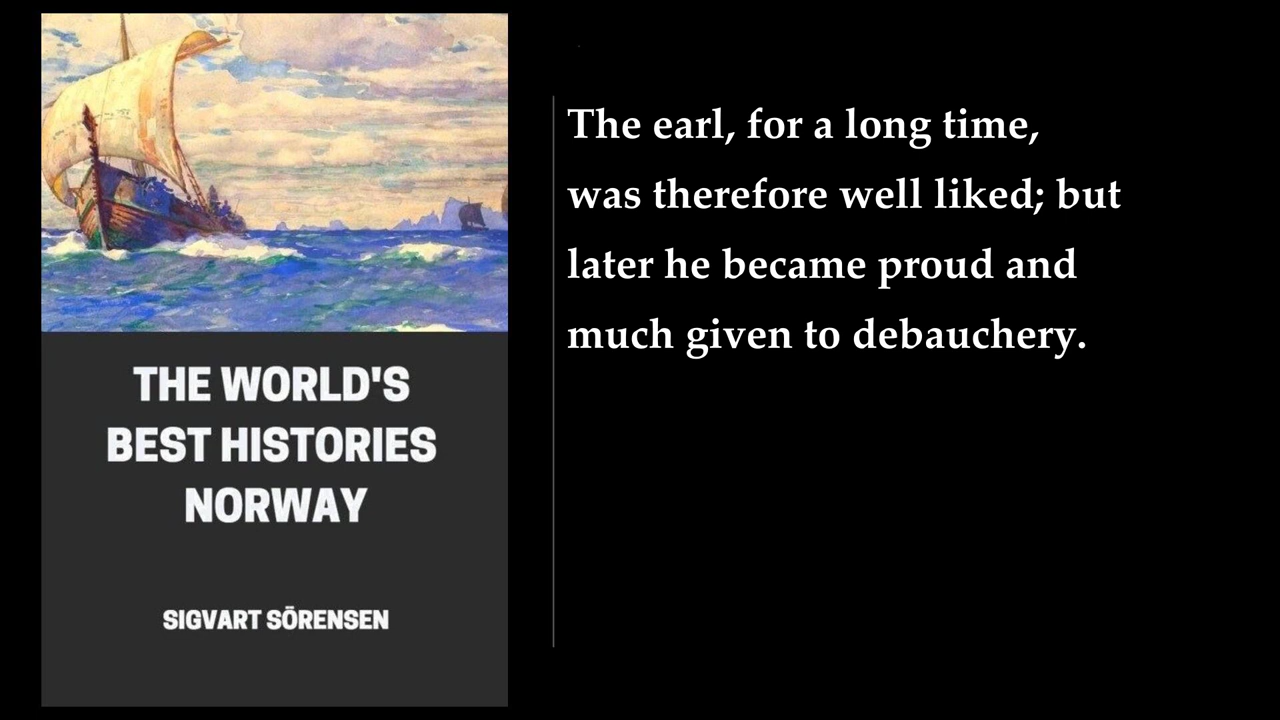 THE WORLD'S
BEST HISTORIES
NORWAY
SIGVART SÖRENSEN
The earl, for a long time,
was therefore well liked; but
later he became proud and
much given to debauchery.